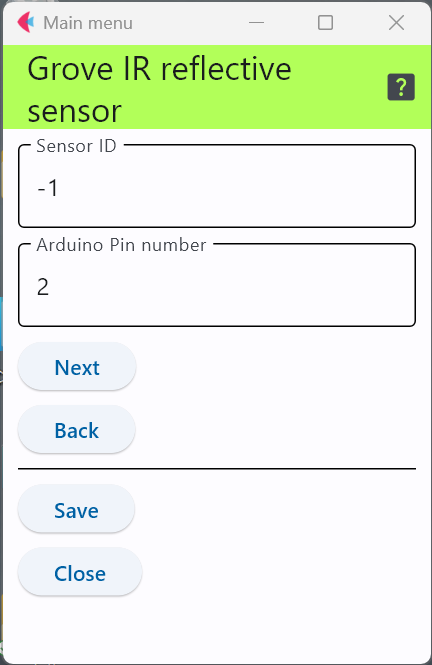 Main menu
Grove IR reflective
sensor
?
Sensor ID
-1
Arduino Pin number
2
Next
Back
Save
Close